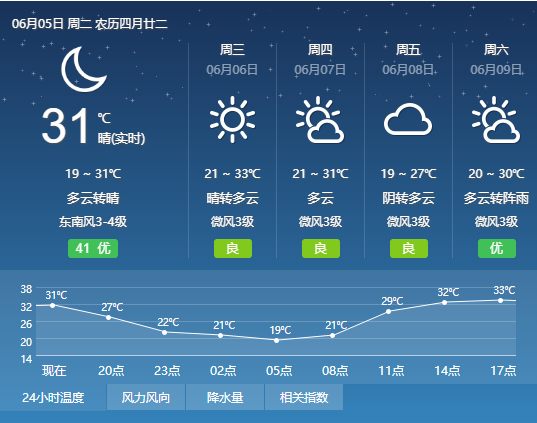 06月05日 周二 农历四月廿二
31
℃
晴(实时)
19 ~ 31℃
多云转晴
东南风3-4级
41 优
周三
06月06日
21 ~ 33℃
晴转多云
微风3级
良
周四
06月07日
21 ~ 31℃
多云
微风3级
良
周五
06月08日
19 ~ 27℃
阴转多云
微风3级
良
周六
06月09日
20 ~ 30℃
多云转阵雨
微风3级
优
38
32
26
20
14
31℃
27℃
22℃
21℃
19℃
21℃
29℃
32℃
33℃
现在 20点 23点 02点 05点 08点 11点 14点 17点
24小时温度 风力风向 降水量 相关指数